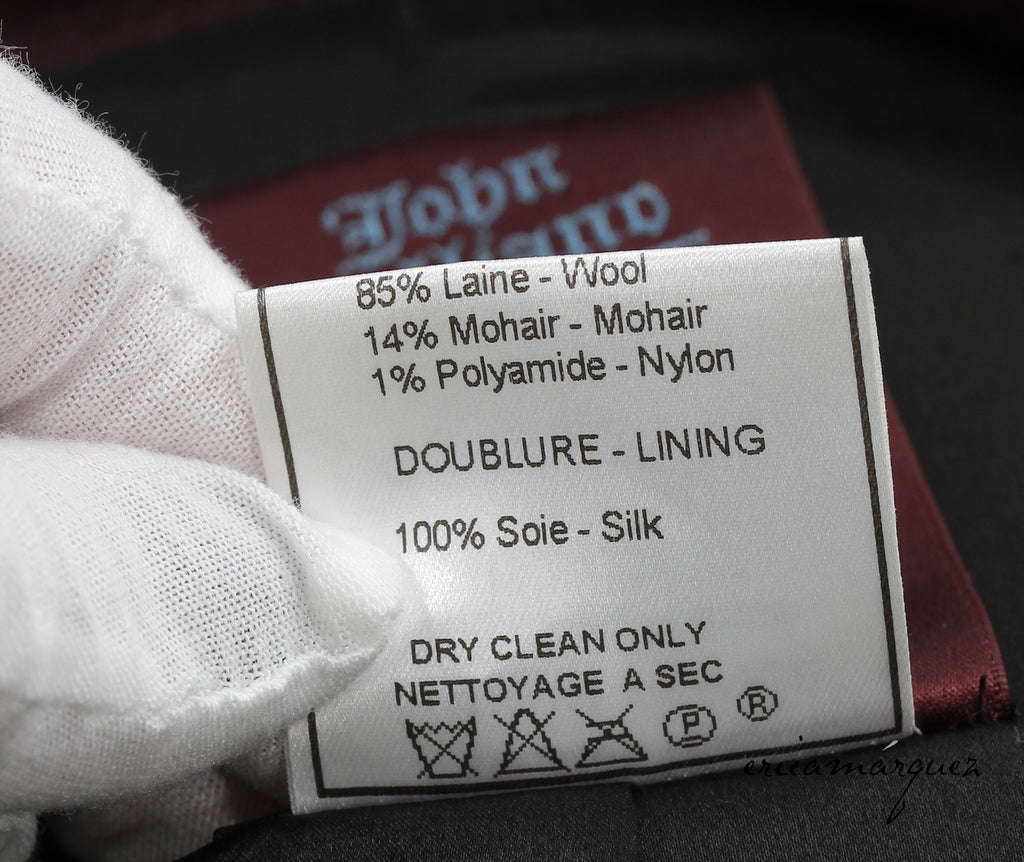 John
85% Laine - Wool
14% Mohair - Mohair
1% Polyamide - Nylon
DOUBLURE - LINING
100% Soie - Silk
DRY CLEAN ONLY
NETTOYAGE A SEC
P ®